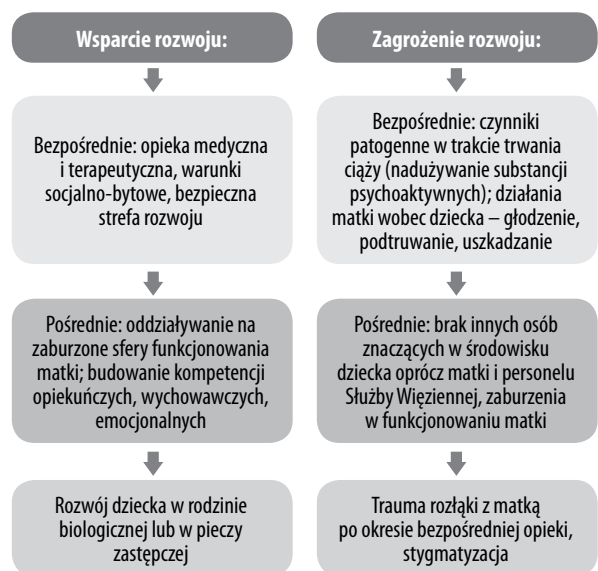 Wsparcie rozwoju:
Bezpośrednie: opieka medyczna
i terapeutyczna, warunki
socjalno-bytowe, bezpieczna
strefa rozwoju
Pośrednie: oddziaływanie na
zaburzone sfery funkcjonowania
matki; budowanie kompetencji
opiekuńczych, wychowawczych,
emocjonalnych
Rozwój dziecka w rodzinie
biologicznej lub w pieczy
zastępczej
Zagrożenie rozwoju:
Bezpośrednie: czynniki
patogenne w trakcie trwania
ciąży (nadużywanie substancji
psychoaktywnych); działania
matki wobec dziecka – głodzenie,
podtruwanie, uszkadzanie
Pośrednie: brak innych osób
znaczących w środowisku
dziecka oprócz matki i personelu
Służby Więziennej, zaburzenia
w funkcjonowaniu matki
Trauma rozłąki z matką
po okresie bezpośredniej opieki,
stygmatyzacja